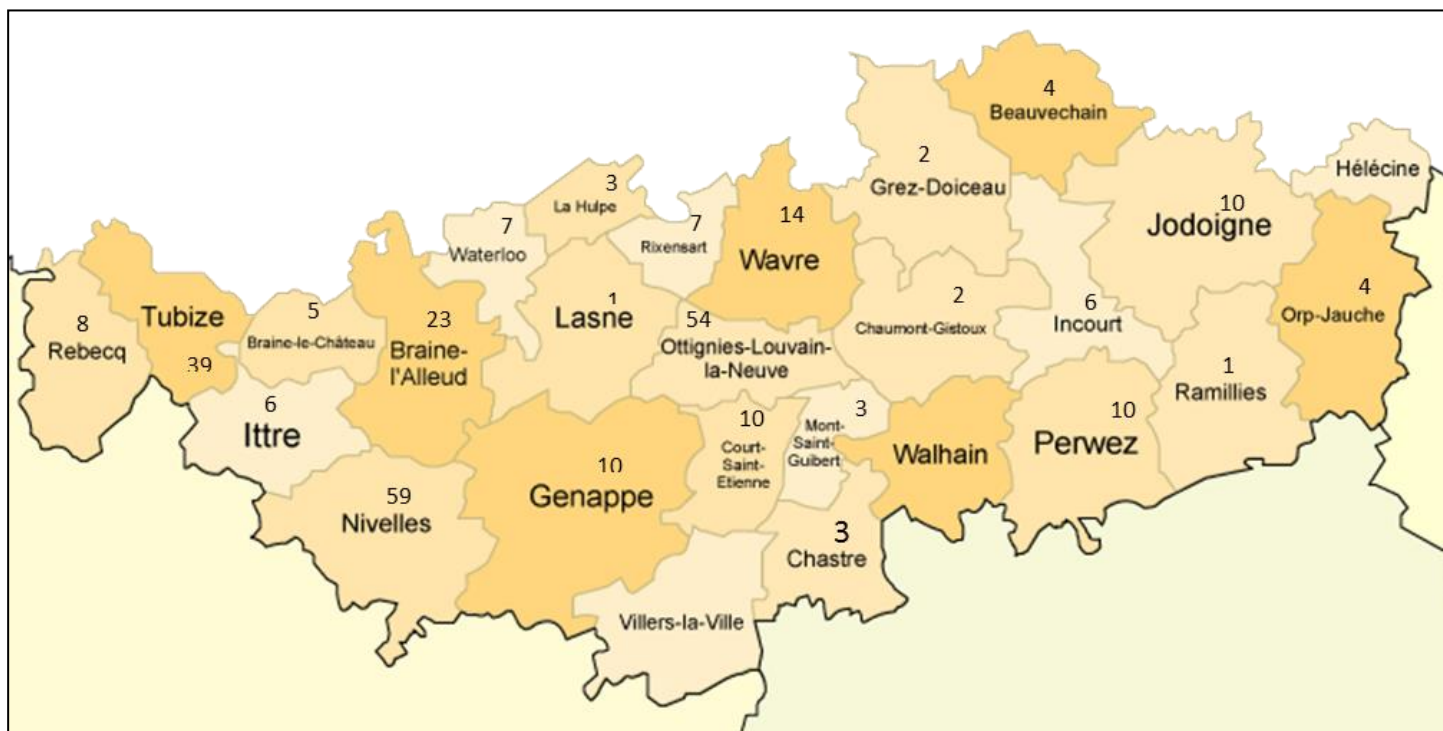 4
Beauvechain
Hélécine
2
Grez-Doiceau
3
La Hulpe
7
Waterloo
7
Rixensart
14
Wavre
10
Jodoigne
8
Rebecq
Tubize
39
5
Braine-le-Château
23
Braine-
l'Alleud
1
Lasne
54
Ottignies-Louvain-
la-Neuve
2
Chaumont-Gistoux
6
Incourt
4
Orp-Jauche
1
Ramillies
6
Ittre
10
Court-
Saint-
Etienne
3
Mont-
Saint-
Guibert
Walhain
10
Perwez
59
Nivelles
10
Genappe
3
Chastre
Villers-la-Ville